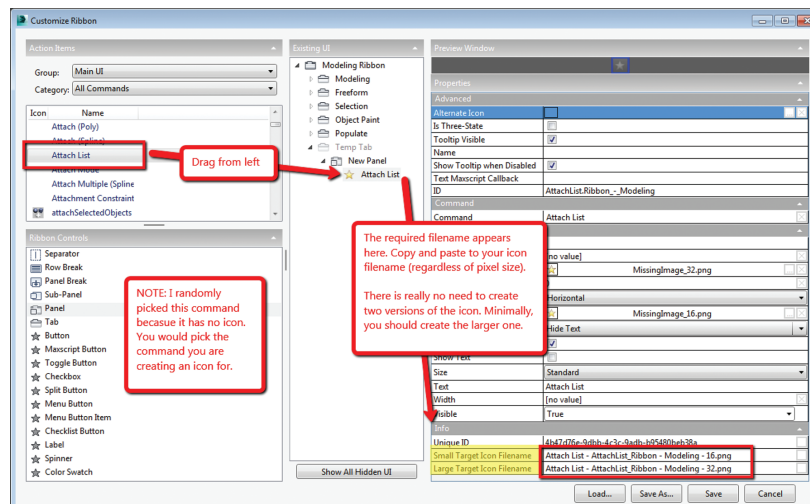 Customize Ribbon
Action Items
Group: Main UI
Category: All Commands
Icon Name
Attach (Poly)
Attach (Spline)
Attach List
Attach Mode
Attach Multiple (Spline
Attachment Constraint
attachSelectedObjects
Ribbon Controls
Separator
Row Break
Panel Break
Sub-Panel
Panel
Tab
Button
Maxscript Button
Toggle Button
Checkbox
Split Button
Menu Button
Menu Button Item
Checklist Button
Label
Spinner
Color Swatch
NOTE: I randomly
picked this command
becasue it has no icon.
You would pick the
command you are
creating an icon for.
Drag from left
Existing UI
Modeling Ribbon
Modeling
Freeform
Selection
Object Paint
Populate
Temp Tab
New Panel
Attach List
Show All Hidden UI
The required filename appears
here. Copy and paste to your icon
filename (regardless of pixel size).
There is really no need to create
two versions of the icon. Minimally,
you should create the larger one.
Preview Window
Properties
Advanced
Alternate Icon
Is Three-State
Tooltip Visible
Name
Show Tooltip when Disabled
Text Maxscript Callback
ID AttachList.Ribbon_-_Modeling
Command
Command Attach List
[no value]
MissingImage_32.png
Horizontal
MissingImage_16.png
Hide Text
Show Text
Size Standard
Text Attach List
Width [no value]
Visible True
Info
Unique ID
Small Target Icon Filename Attach List - AttachList_Ribbon - Modeling - 16.png
Large Target Icon Filename Attach List - AttachList_Ribbon - Modeling - 32.png
Load... Save As... Save Cancel